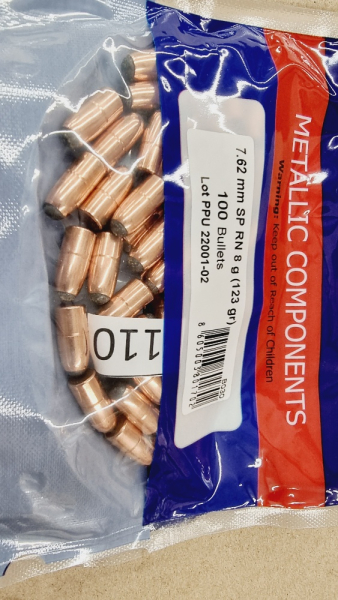 METALLIC COMPONENTS
Warning: Keep out of Reach of Children
7.62 mm SP RN 8 g (123 gr)
100 Bullets
Lot PPU 22001-02
110